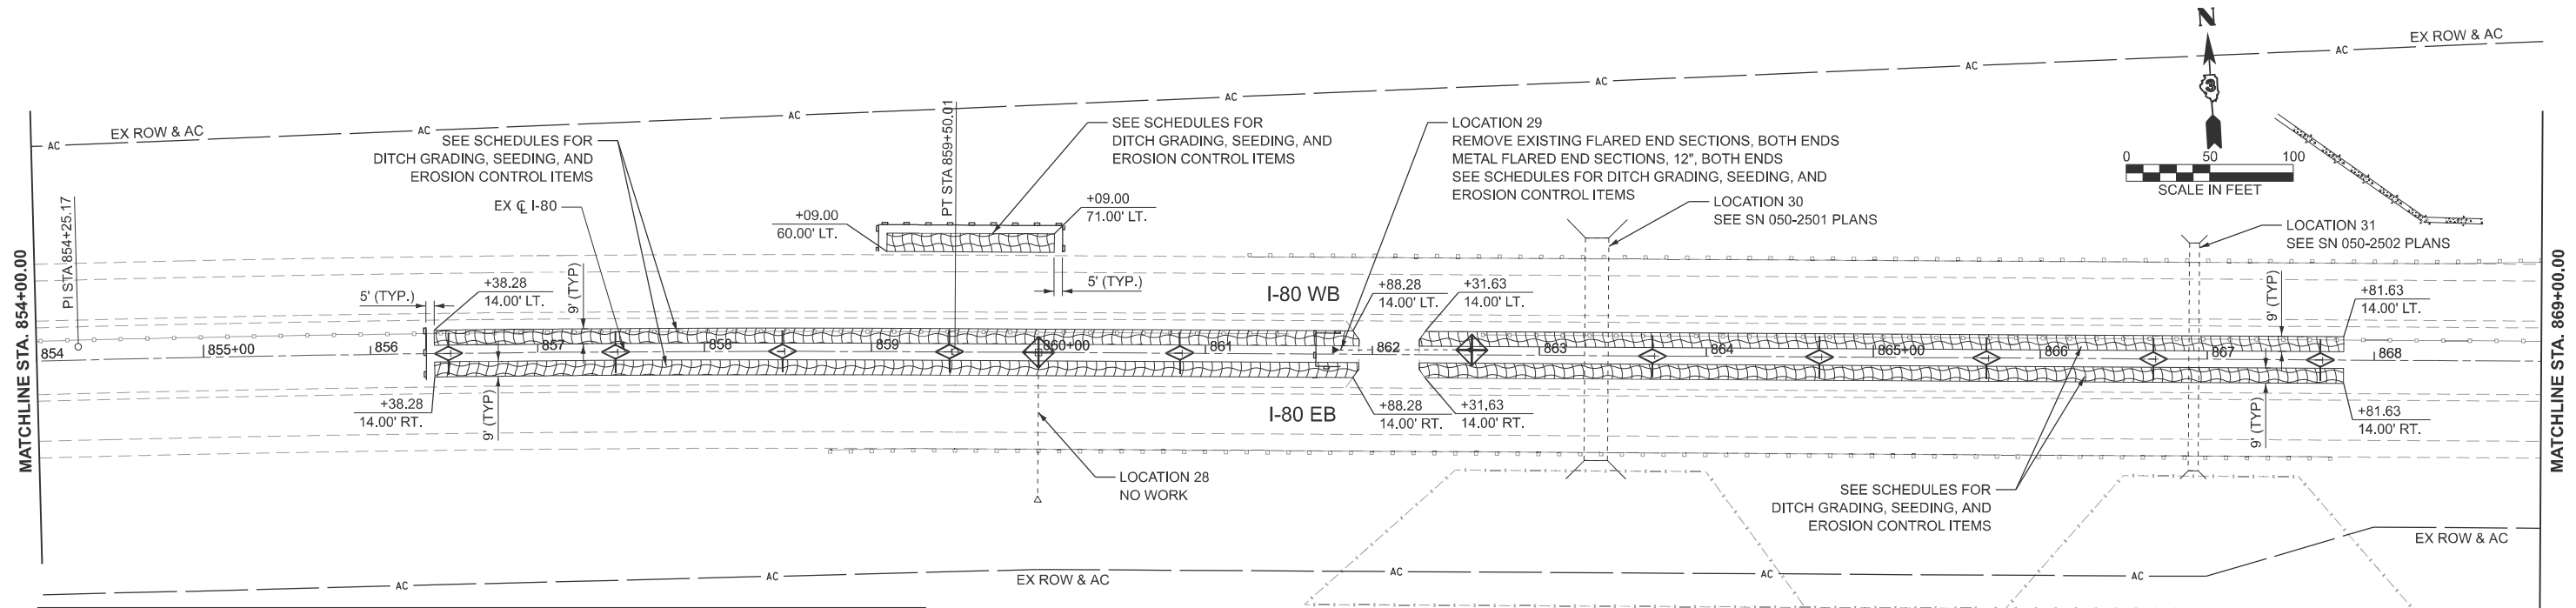 N
3
0 50 100
SCALE IN FEET
EX ROW & AC
AC
AC
AC
AC
AC
AC
EX ROW & AC
AC
SEE SCHEDULES FOR
DITCH GRADING, SEEDING, AND
EROSION CONTROL ITEMS
EX ℄ I-80
PT STA 859+50.01
SEE SCHEDULES FOR
DITCH GRADING, SEEDING, AND
EROSION CONTROL ITEMS
+09.00
60.00' LT.
+09.00
71.00' LT.
5' (TYP.)
LOCATION 29
REMOVE EXISTING FLARED END SECTIONS, BOTH ENDS
METAL FLARED END SECTIONS, 12", BOTH ENDS
SEE SCHEDULES FOR DITCH GRADING, SEEDING, AND
EROSION CONTROL ITEMS
LOCATION 30
SEE SN 050-2501 PLANS
LOCATION 31
SEE SN 050-2502 PLANS
MATCHLINE STA. 854+00.00
PI STA 854+25.17
5' (TYP.)
+38.28
14.00' LT.
9' (TYP)
I-80 WB
+88.28
14.00' LT.
+31.63
14.00' LT.
9' (TYP)
+81.63
14.00' LT.
MATCHLINE STA. 869+00.00
854 855+00 856 857 858 859 860+00 861 862 863 864 865+00 866 867 868
+38.28
14.00' RT.
9' (TYP)
I-80 EB
+88.28
14.00' RT.
+31.63
14.00' RT.
9' (TYP)
+81.63
14.00' RT.
LOCATION 28
NO WORK
SEE SCHEDULES FOR
DITCH GRADING, SEEDING, AND
EROSION CONTROL ITEMS
EX ROW & AC
AC
AC
EX ROW & AC
AC
AC
AC